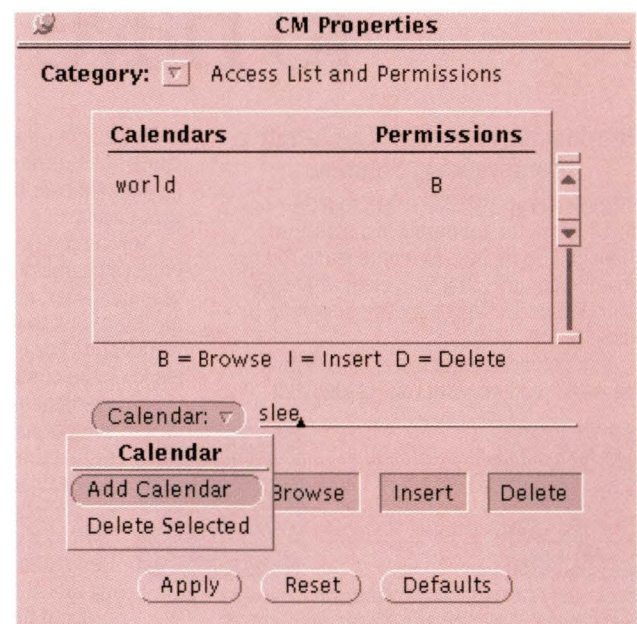 CM Properties
Category: Access List and Permissions
Calendars Permissions
world B
B = Browse I = Insert D = Delete
Calendar: slee
Calendar
Add Calendar
Delete Selected
Browse Insert Delete
Apply Reset Defaults